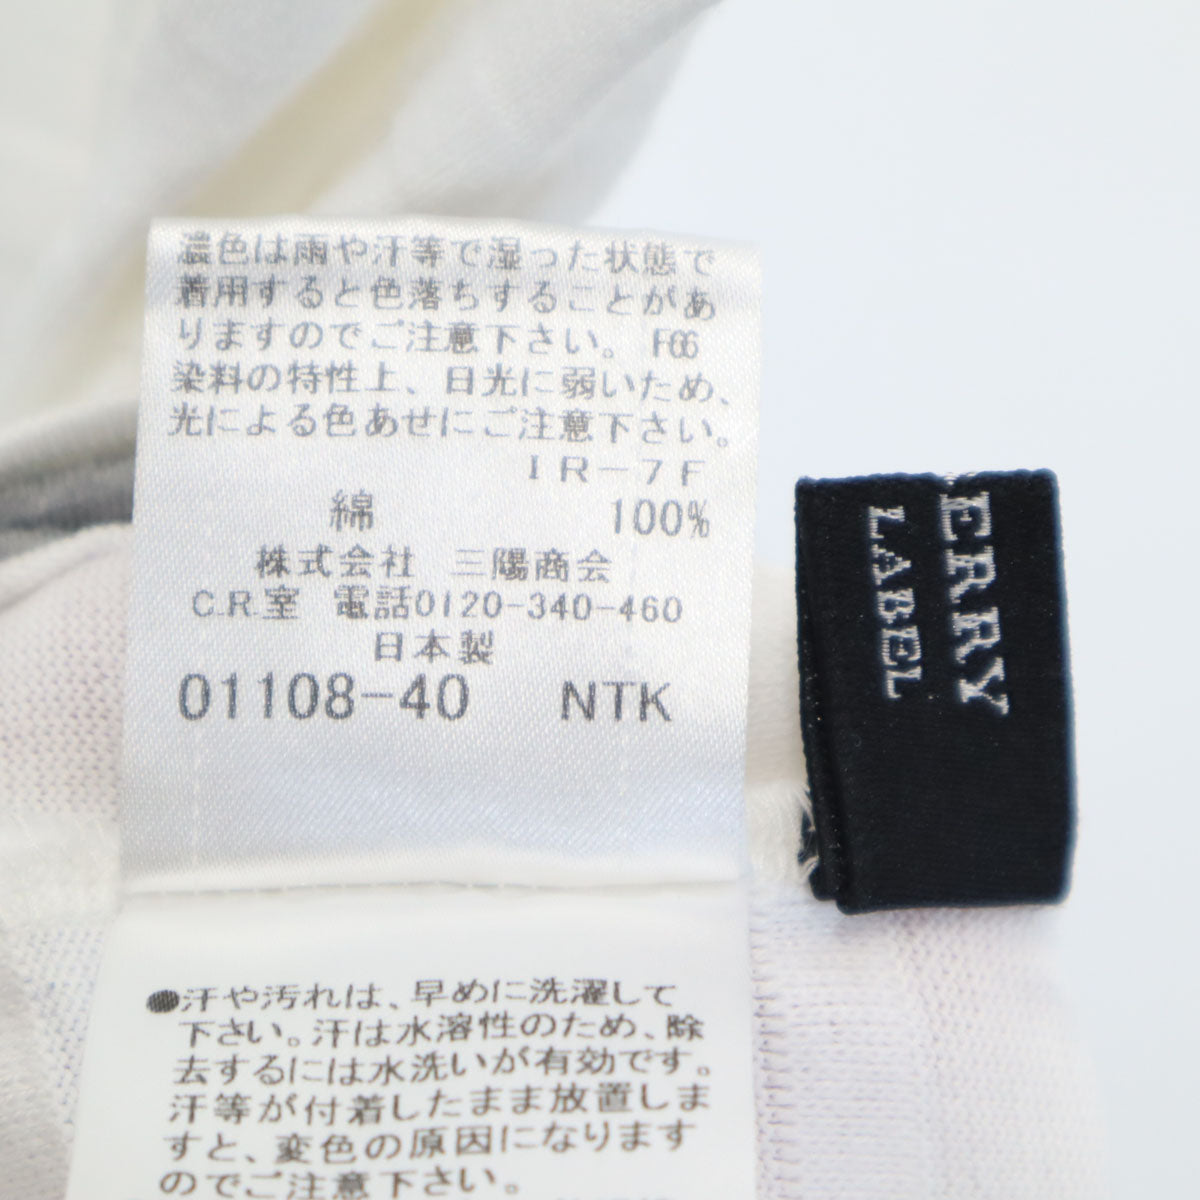 濃色は雨や汗等で湿った状態で
着用すると色落ちすることがあ
りますのでご注意下さい。F66
染料の特性上、日光に弱いため、
光による色あせにご注意下さい。
IR-7F
綿 100%
株式会社 三陽商会
C.R.室 電話0120-340-460
日本製
01108-40 NTK
ERRY
LABEL
●汗や汚れは、早めに洗濯して
下さい。汗は水溶性のため、除
去するには水洗いが有効です。
汗等が付着したまま放置しま
すと、変色の原因になります
のでご注意下さい。